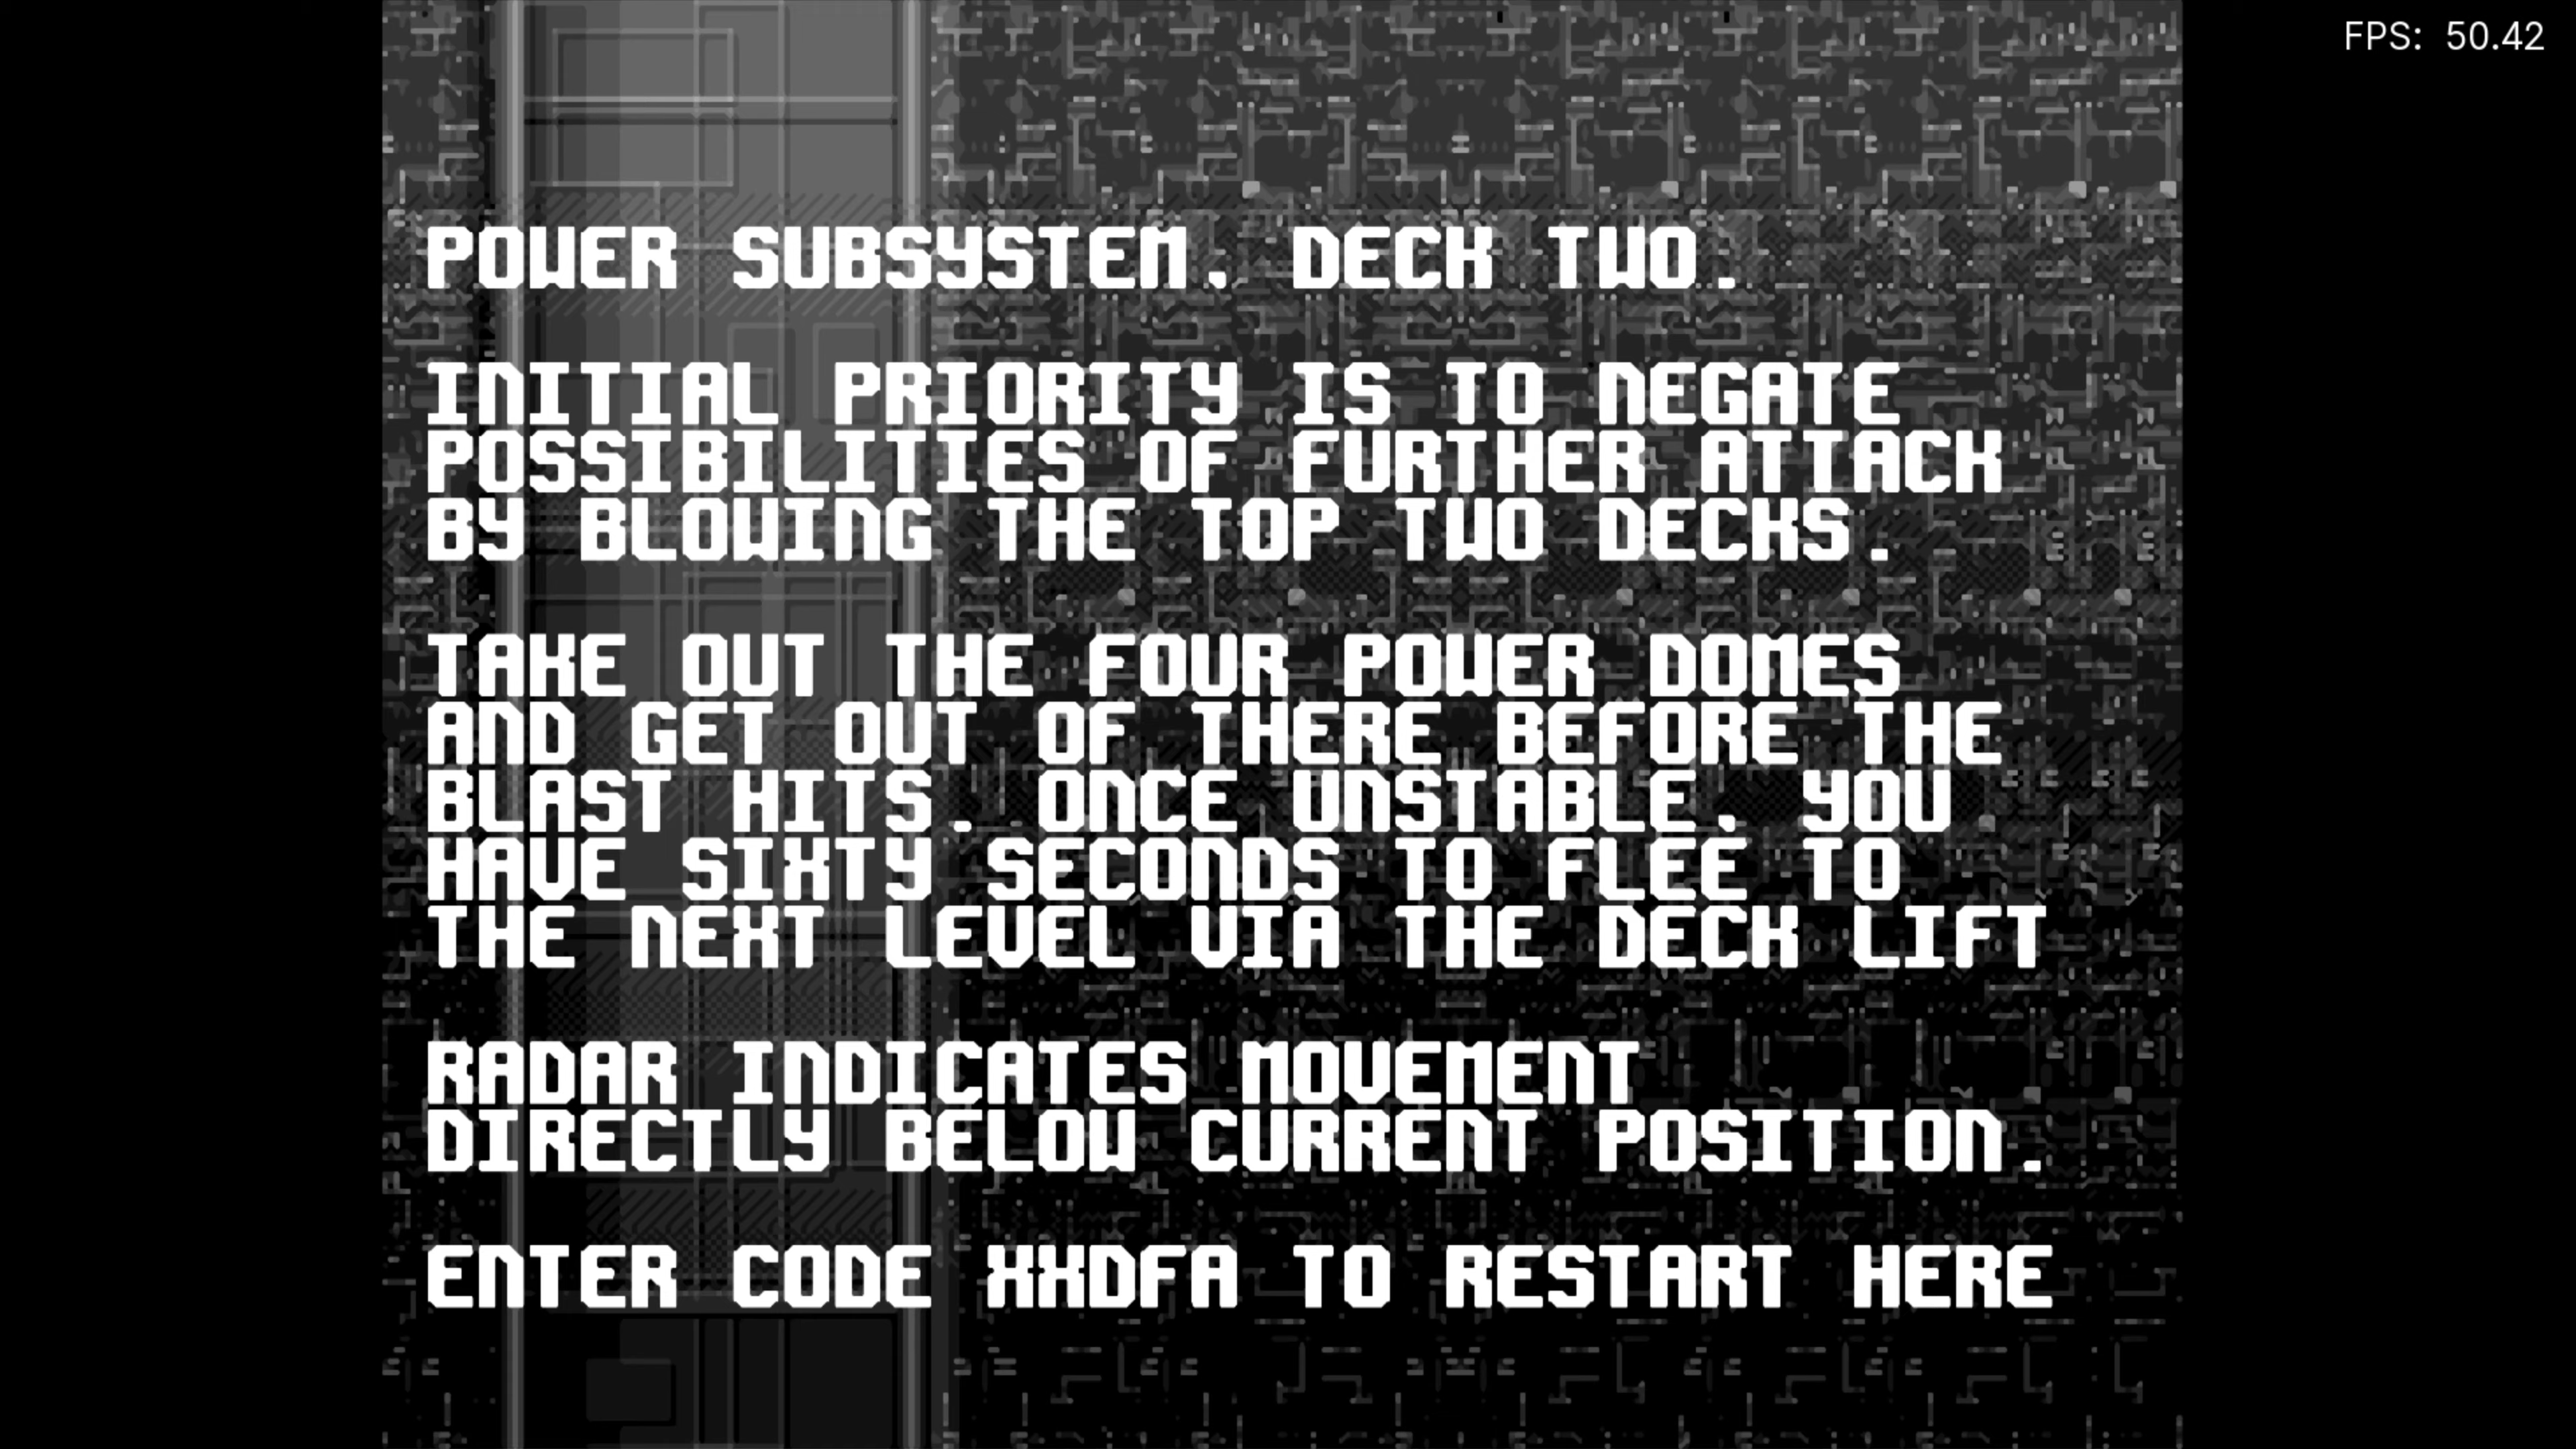 FPS: 50.42
POWER SUBSYSTEM, DECK TWO.
INITIAL PRIORITY IS TO NEGATE
POSSIBILITIES OF FURTHER ATTACK
BY BLOWING THE TOP TWO DECKS.
TAKE OUT THE FOUR POWER DOMES
AND GET OUT OF THERE BEFORE THE
BLAST HITS. ONCE UNSTABLE, YOU
HAVE SIXTY SECONDS TO FLEE TO
THE NEXT LEVEL VIA THE DECK LIFT
RADAR INDICATES MOVEMENT
DIRECTLY BELOW CURRENT POSITION.
ENTER CODE XXDFA TO RESTART HERE